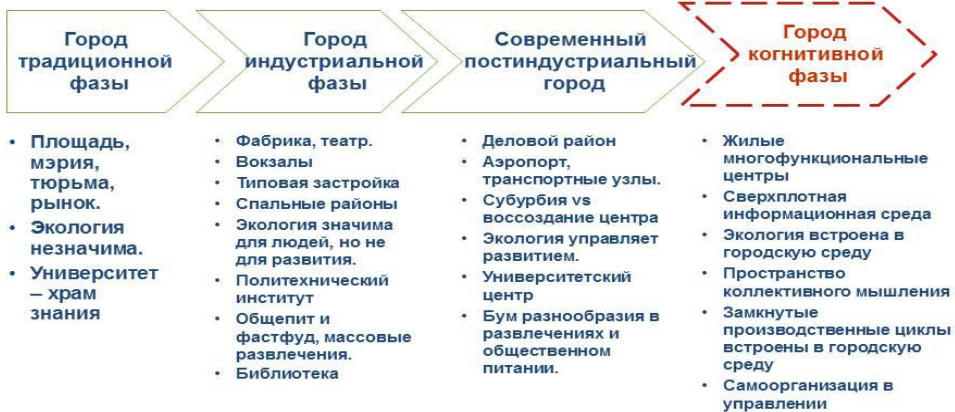 Город
традиционной
фазы
Город
индустриальной
фазы
Современный
постиндустриальный
город
Город
когнитивной
фазы
• Площадь,
мэрия,
тюрьма,
рынок.
• Экология
незначима.
• Университет
– храм
знания
• Фабрика, театр.
• Вокзалы
• Типовая застройка
• Спальные районы
• Экология значима
для людей, но не
для развития.
• Политехнический
институт
• Общепит и
фастфуд, массовые
развлечения.
• Библиотека
• Деловой район
• Аэропорт,
транспортные узлы.
• Субурбия vs
воссоздание центра
• Экология управляет
развитием.
• Университетский
центр
• Бум разнообразия в
развлечениях и
общественном
питании.
• Жилые
многофункциональные
центры
• Сверхплотная
информационная среда
• Экология встроена в
городскую среду
• Пространство
коллективного мышления
• Замкнутые
производственные циклы
встроены в городскую
среду
• Самоорганизация в
управлении